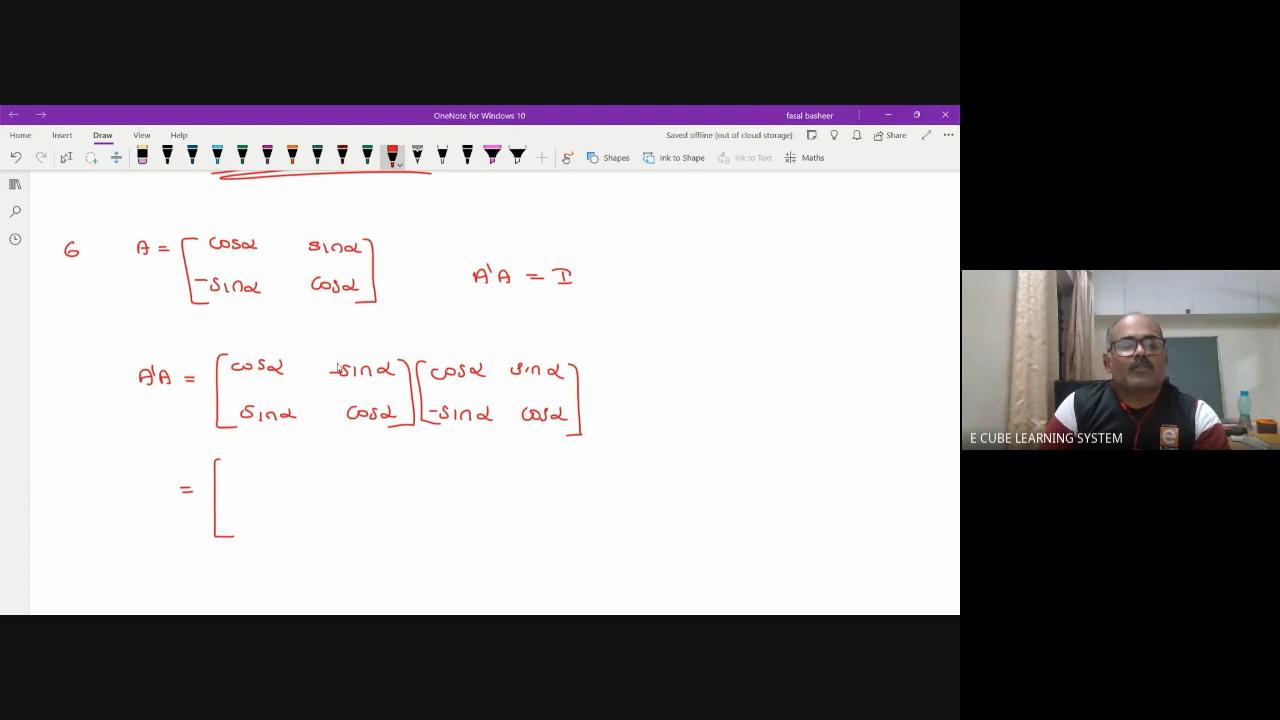 OneNote for Windows 10 fasal basheer
Home Insert Draw View Help Saved offline (out of cloud storage) Share
Shapes Ink to Shape Ink to Text Maths
6 A = [cosα sinα
-sinα cosα] A'A = I
A'A = [cosα -sinα] [cosα sinα]
[sinα cosα] [-sinα cosα]
= [
E CUBE LEARNING SYSTEM